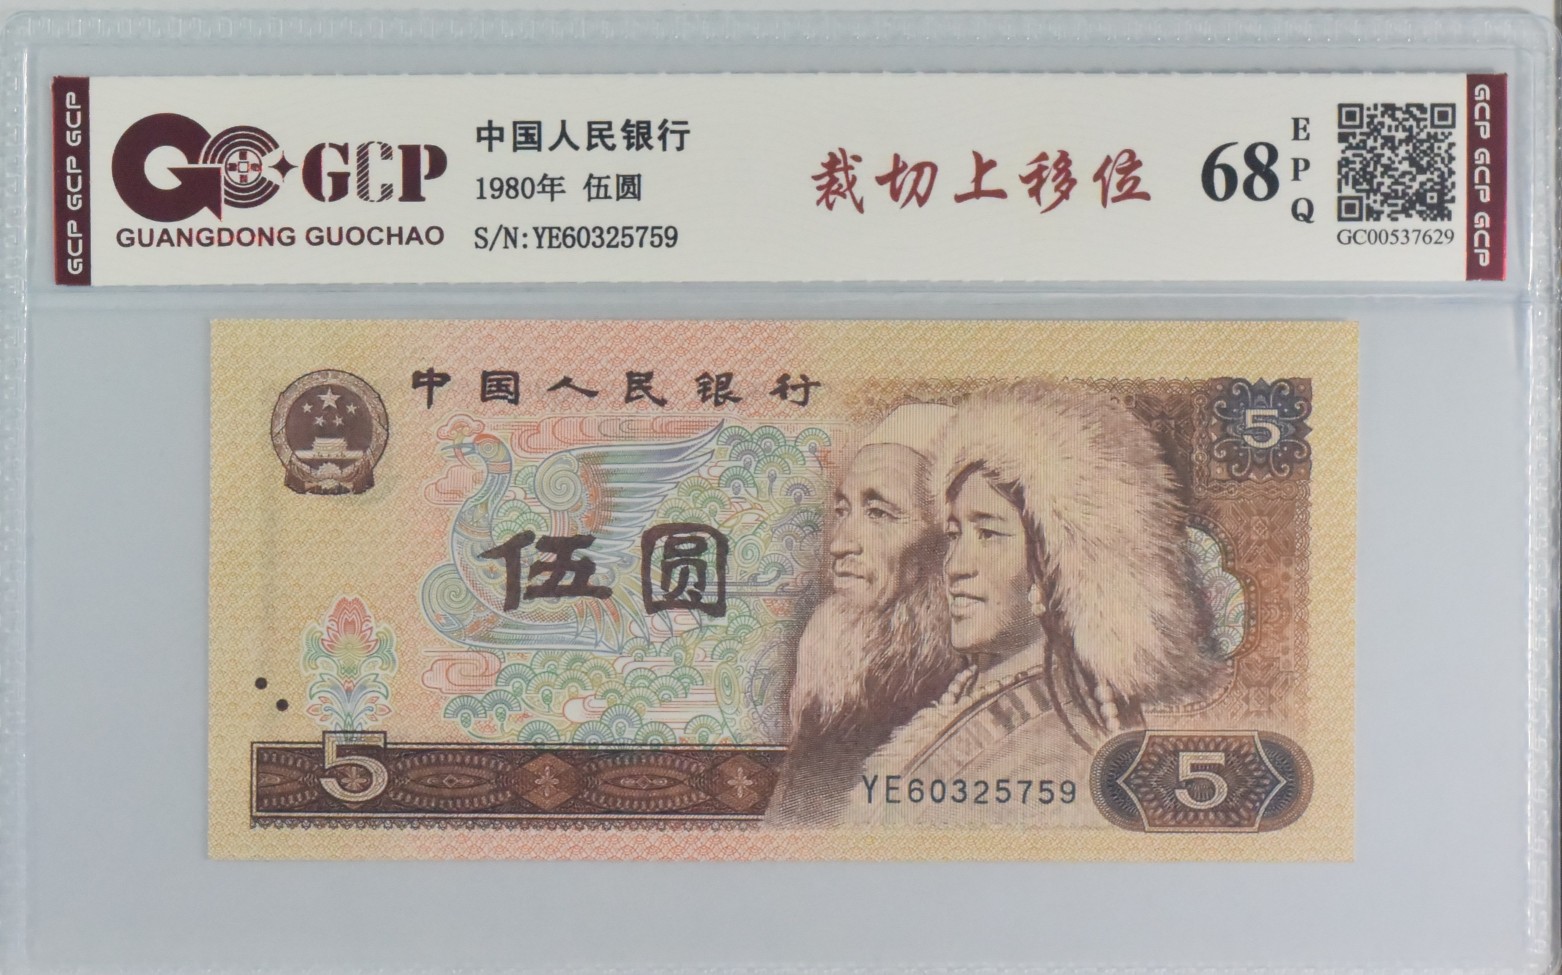 GCP GCP GCP
GCP
GUANGDONG GUOCHAO
中国人民银行
1980年 伍圆
S/N:YE60325759
裁切上移位
68
EPQ
GC00537629
GCP GCP GCP
中国人民银行
5
伍圆
5
YE60325759
5